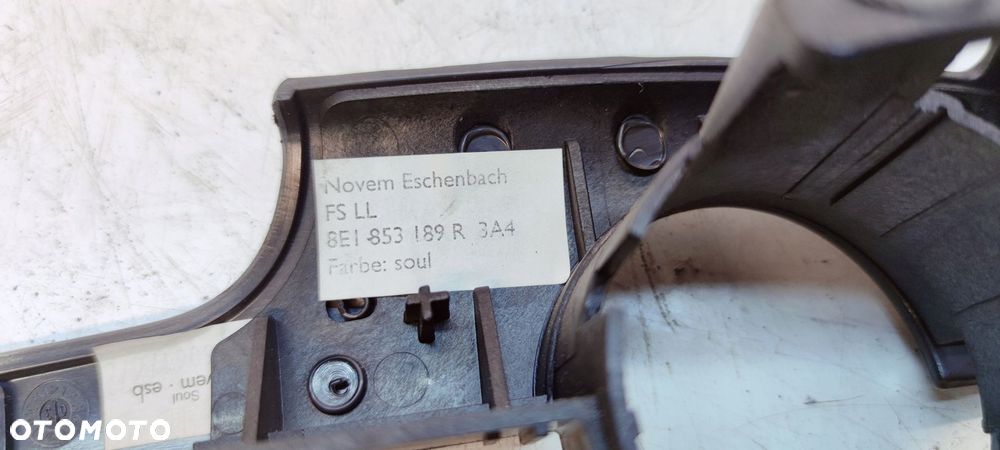 Novem Eschenbach
FS LL
8E1 853 189 R 3A4
Farbe: soul
Soul
vem · esb
OTOMOTO